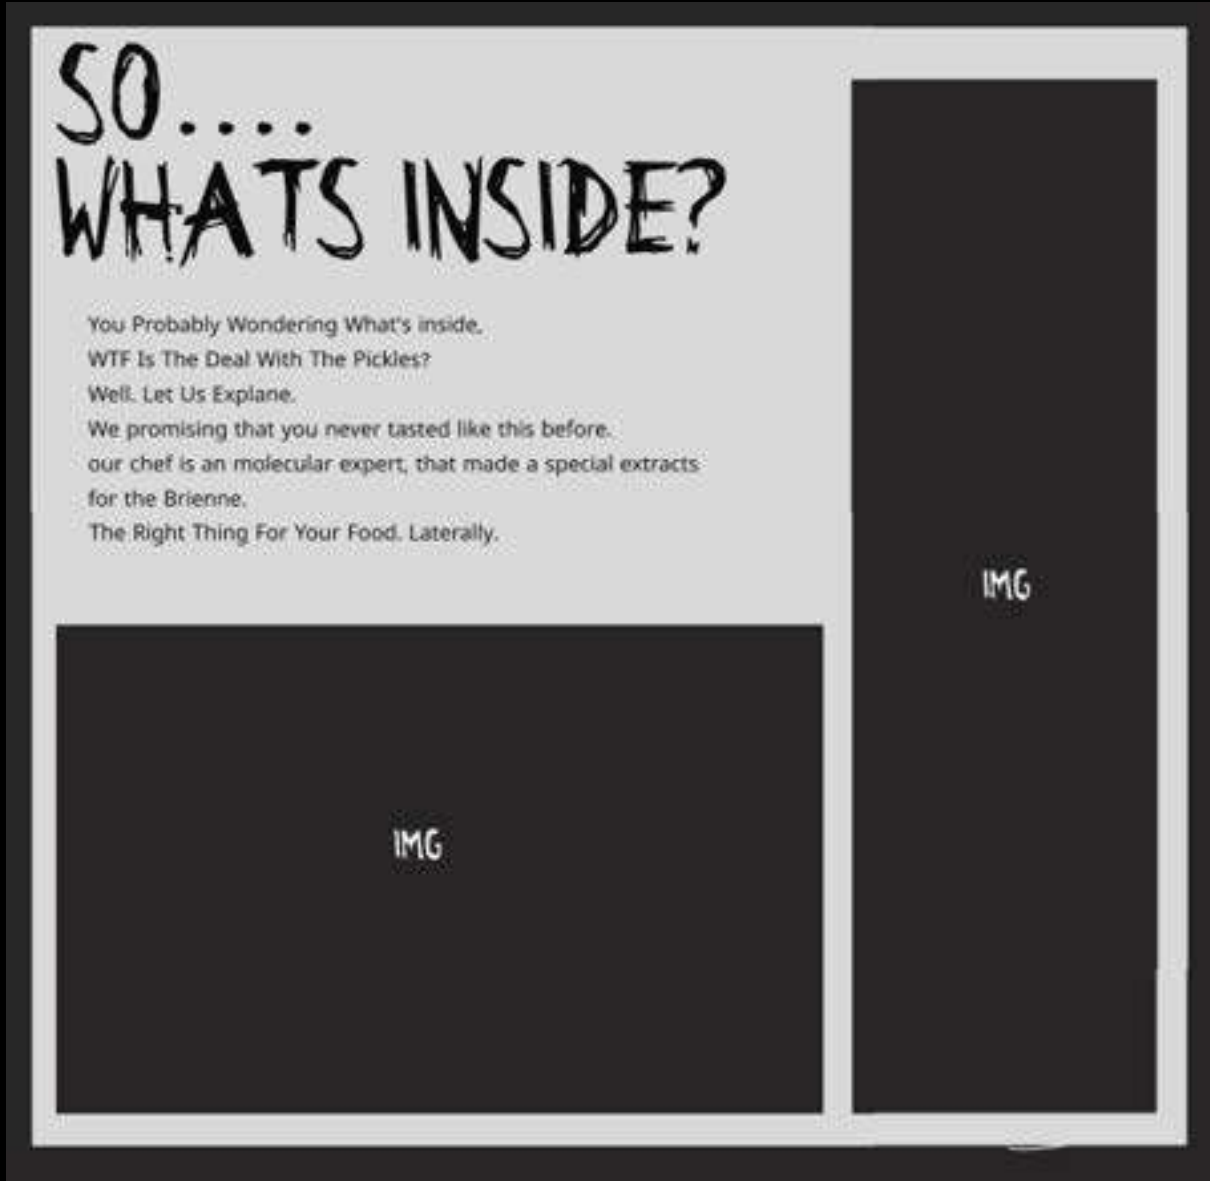 SO....
WHATS INSIDE?
You Probably Wondering What's inside.
WTF Is The Deal With The Pickles?
Well. Let Us Explane.
We promising that you never tasted like this before.
our chef is an molecular expert, that made a special extracts
for the Brienne.
The Right Thing For Your Food. Laterally.
IMG
IMG